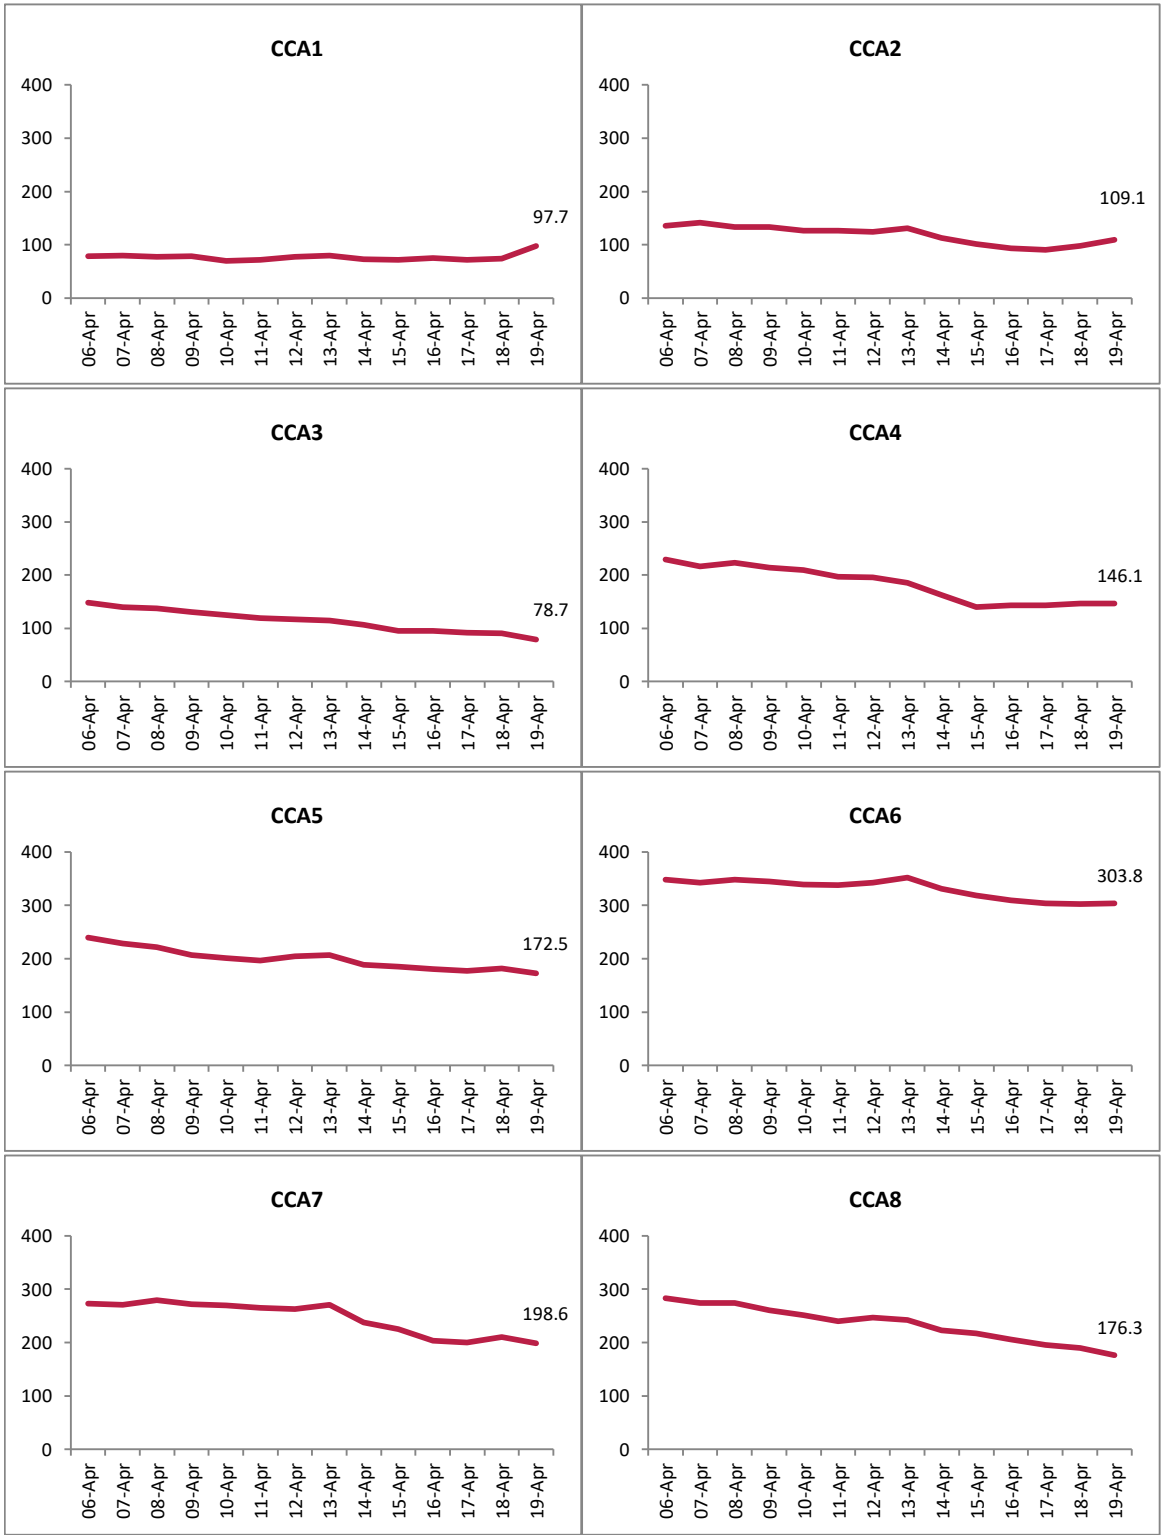 CCA1
400
300
200
100
0
97.7
06-Apr
07-Apr
08-Apr
09-Apr
10-Apr
11-Apr
12-Apr
13-Apr
14-Apr
15-Apr
16-Apr
17-Apr
18-Apr
19-Apr
CCA2
400
300
200
100
0
109.1
06-Apr
07-Apr
08-Apr
09-Apr
10-Apr
11-Apr
12-Apr
13-Apr
14-Apr
15-Apr
16-Apr
17-Apr
18-Apr
19-Apr
CCA3
400
300
200
100
0
78.7
06-Apr
07-Apr
08-Apr
09-Apr
10-Apr
11-Apr
12-Apr
13-Apr
14-Apr
15-Apr
16-Apr
17-Apr
18-Apr
19-Apr
CCA4
400
300
200
100
0
146.1
06-Apr
07-Apr
08-Apr
09-Apr
10-Apr
11-Apr
12-Apr
13-Apr
14-Apr
15-Apr
16-Apr
17-Apr
18-Apr
19-Apr
CCA5
400
300
200
100
0
172.5
06-Apr
07-Apr
08-Apr
09-Apr
10-Apr
11-Apr
12-Apr
13-Apr
14-Apr
15-Apr
16-Apr
17-Apr
18-Apr
19-Apr
CCA6
400
300
200
100
0
303.8
06-Apr
07-Apr
08-Apr
09-Apr
10-Apr
11-Apr
12-Apr
13-Apr
14-Apr
15-Apr
16-Apr
17-Apr
18-Apr
19-Apr
CCA7
400
300
200
100
0
198.6
06-Apr
07-Apr
08-Apr
09-Apr
10-Apr
11-Apr
12-Apr
13-Apr
14-Apr
15-Apr
16-Apr
17-Apr
18-Apr
19-Apr
CCA8
400
300
200
100
0
176.3
06-Apr
07-Apr
08-Apr
09-Apr
10-Apr
11-Apr
12-Apr
13-Apr
14-Apr
15-Apr
16-Apr
17-Apr
18-Apr
19-Apr